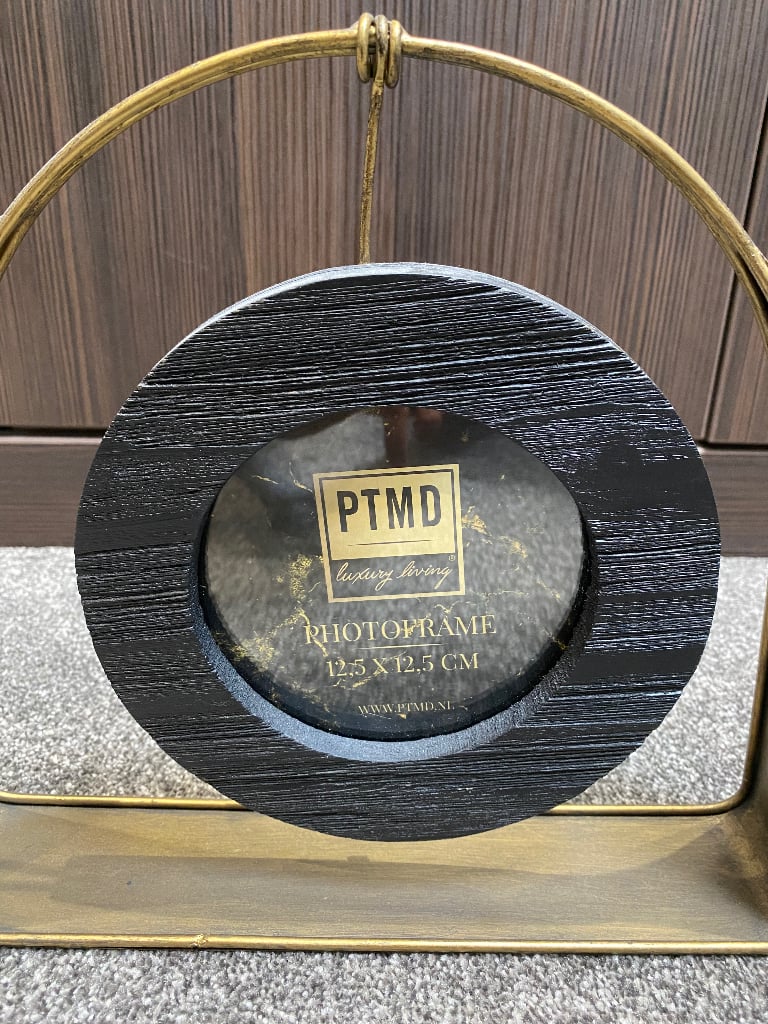 PTMD
luxury living®
PHOTOFRAME
12,5 X 12,5 CM
WWW.PTMD.NL